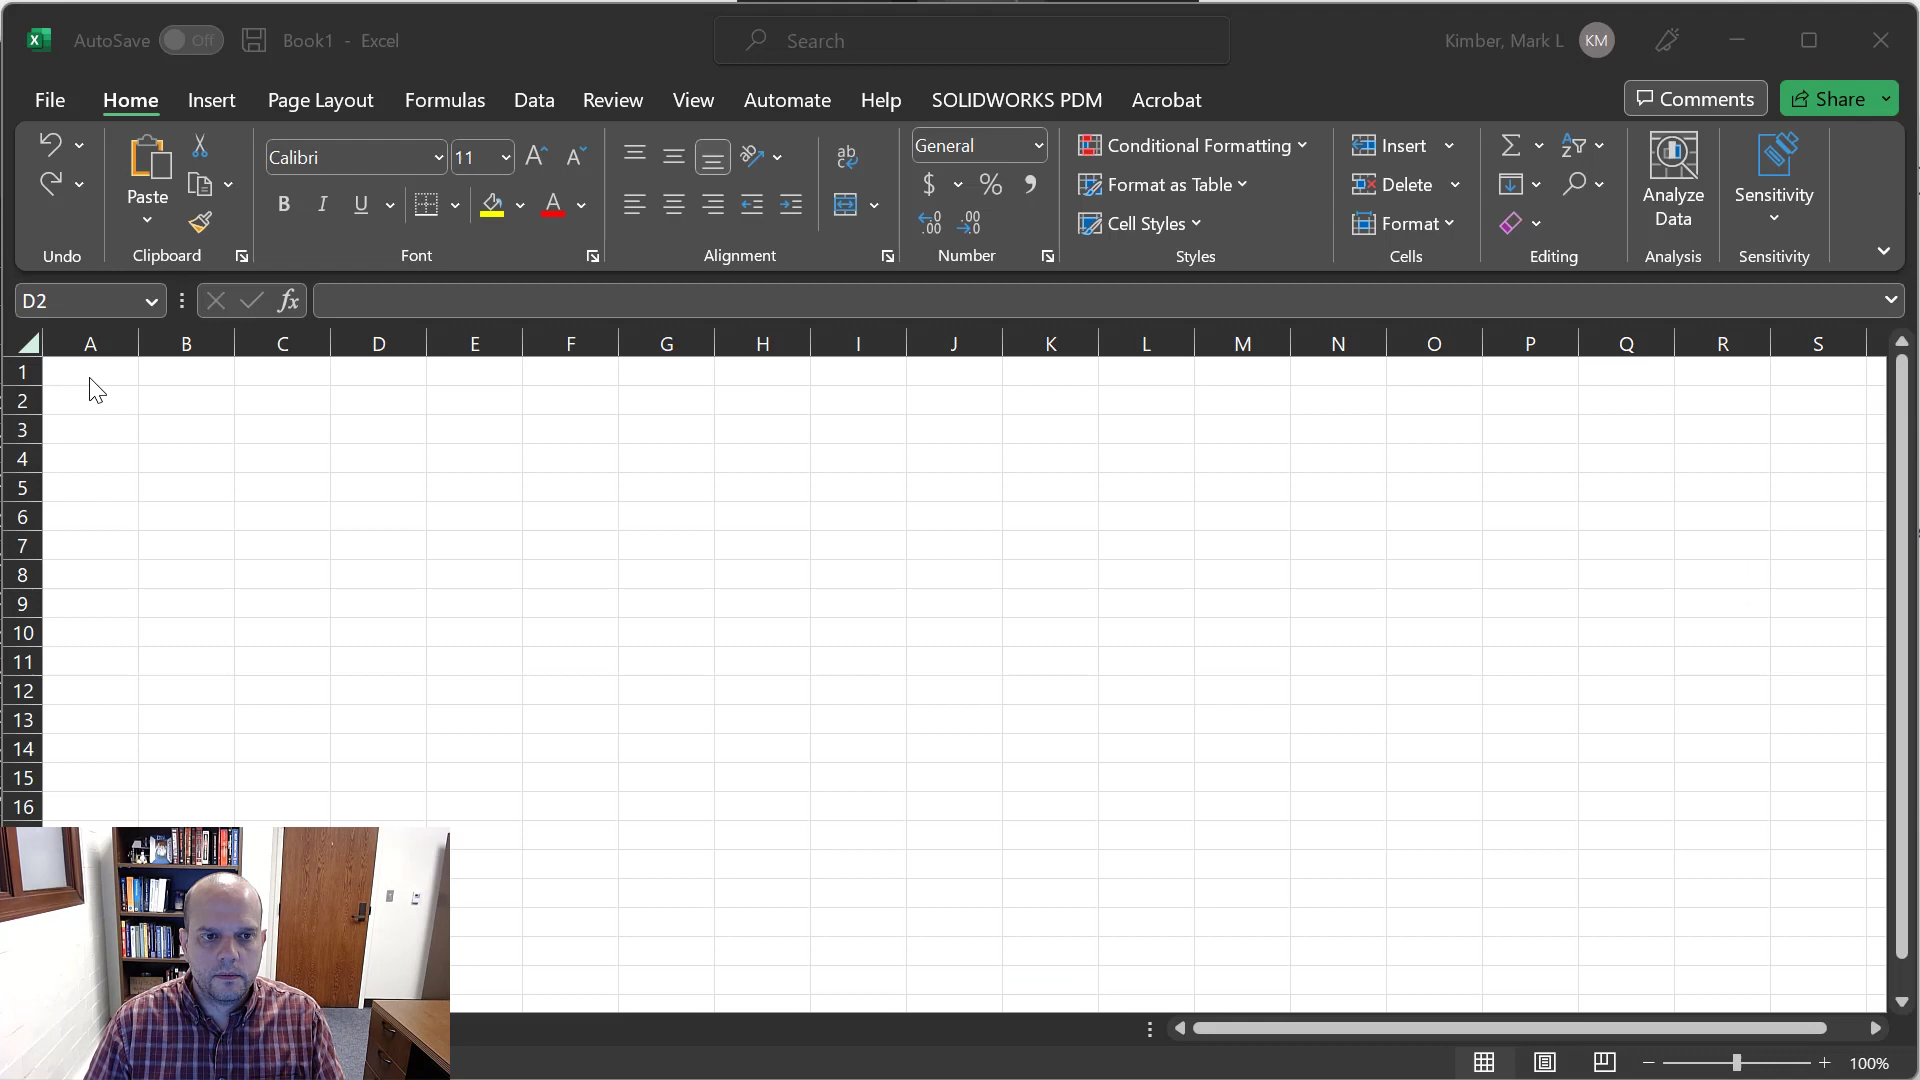 AutoSave Off Book1 - Excel Search Kimber, Mark L KM
File Home Insert Page Layout Formulas Data Review View Automate Help SOLIDWORKS PDM Acrobat Comments Share
Calibri 11 General Conditional Formatting Insert
Paste $ % Format as Table Delete Analyze Data Sensitivity
B I U A Cell Styles Format
Undo Clipboard Font Alignment Number Styles Cells Editing Analysis Sensitivity
D2 fx
A B C D E F G H I J K L M N O P Q R S
1
2
3
4
5
6
7
8
9
10
11
12
13
14
15
16
100%